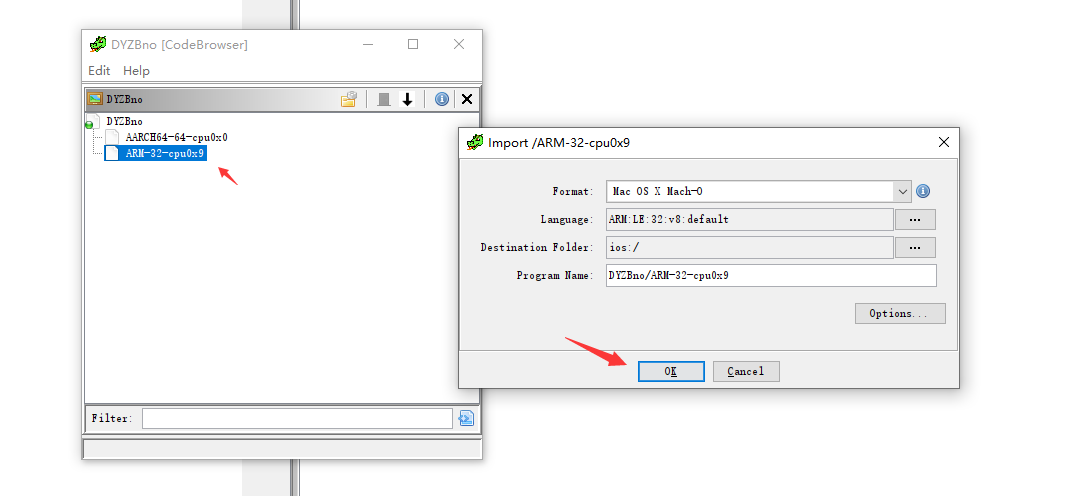 DYZBno [CodeBrowser]
Edit Help
DYZBno
DYZBno
AARCH64-64-cpu0x0
ARM-32-cpu0x9
Filter:
Import /ARM-32-cpu0x9
Format: Mac OS X Mach-O
Language: ARM:LE:32:v8:default ...
Destination Folder: ios:/ ...
Program Name: DYZBno/ARM-32-cpu0x9
Options...
OK Cancel